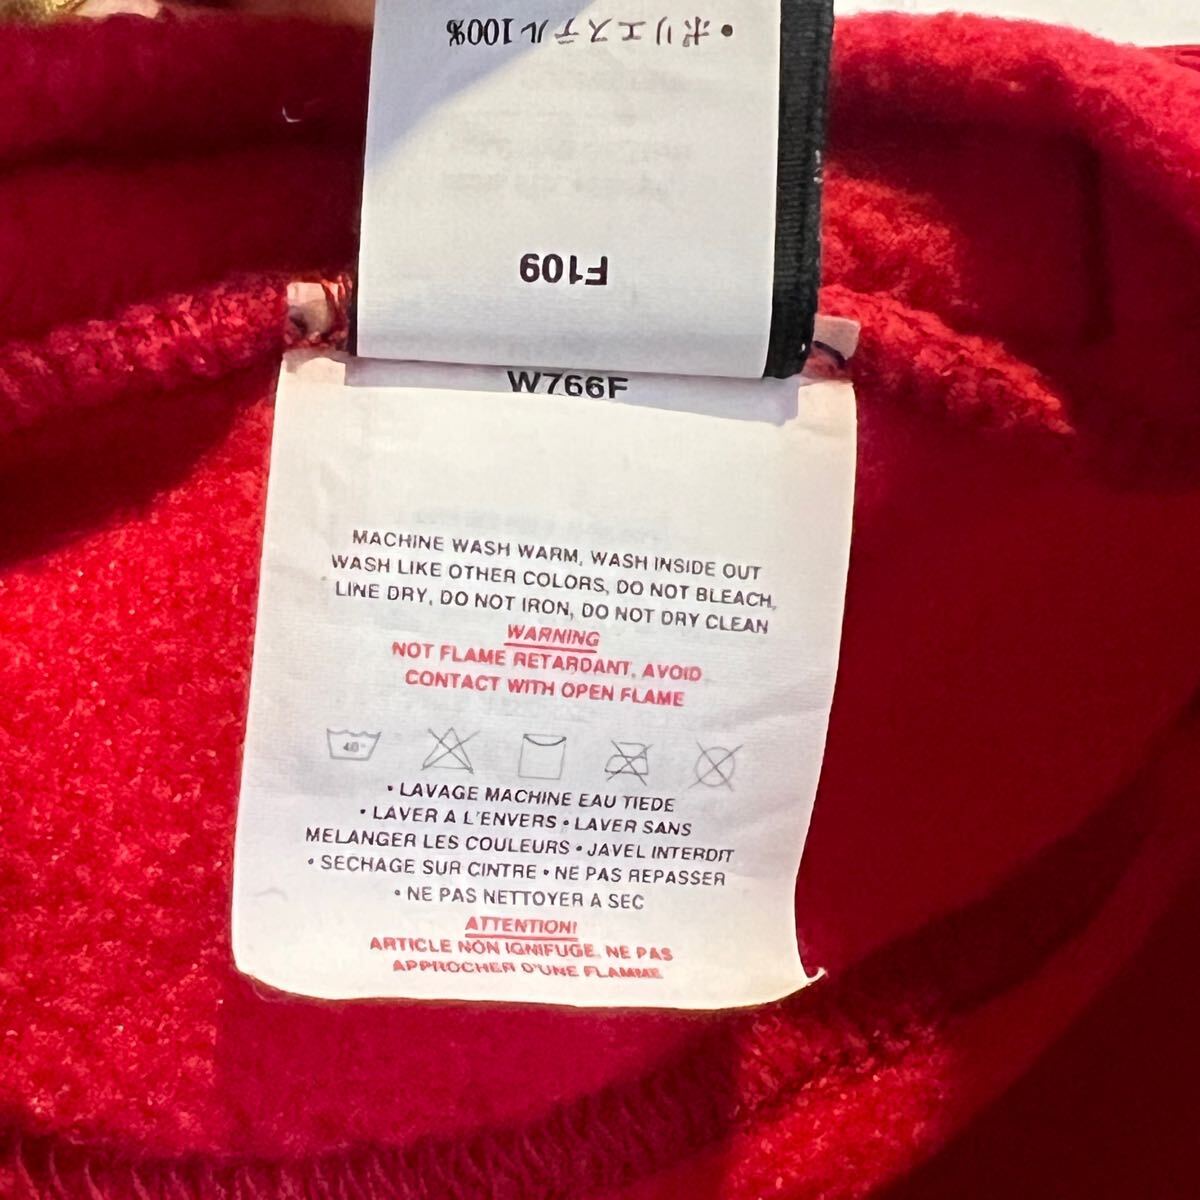 ・ポリエステル100%
F109
W766F
MACHINE WASH WARM, WASH INSIDE OUT
WASH LIKE OTHER COLORS, DO NOT BLEACH,
LINE DRY, DO NOT IRON, DO NOT DRY CLEAN
WARNING
NOT FLAME RETARDANT, AVOID
CONTACT WITH OPEN FLAME
40°
• LAVAGE MACHINE EAU TIEDE
• LAVER A L'ENVERS • LAVER SANS
MELANGER LES COULEURS • JAVEL INTERDIT
• SECHAGE SUR CINTRE • NE PAS REPASSER
• NE PAS NETTOYER A SEC
ATTENTION!
ARTICLE NON IGNIFUGE. NE PAS
APPROCHER D'UNE FLAMME